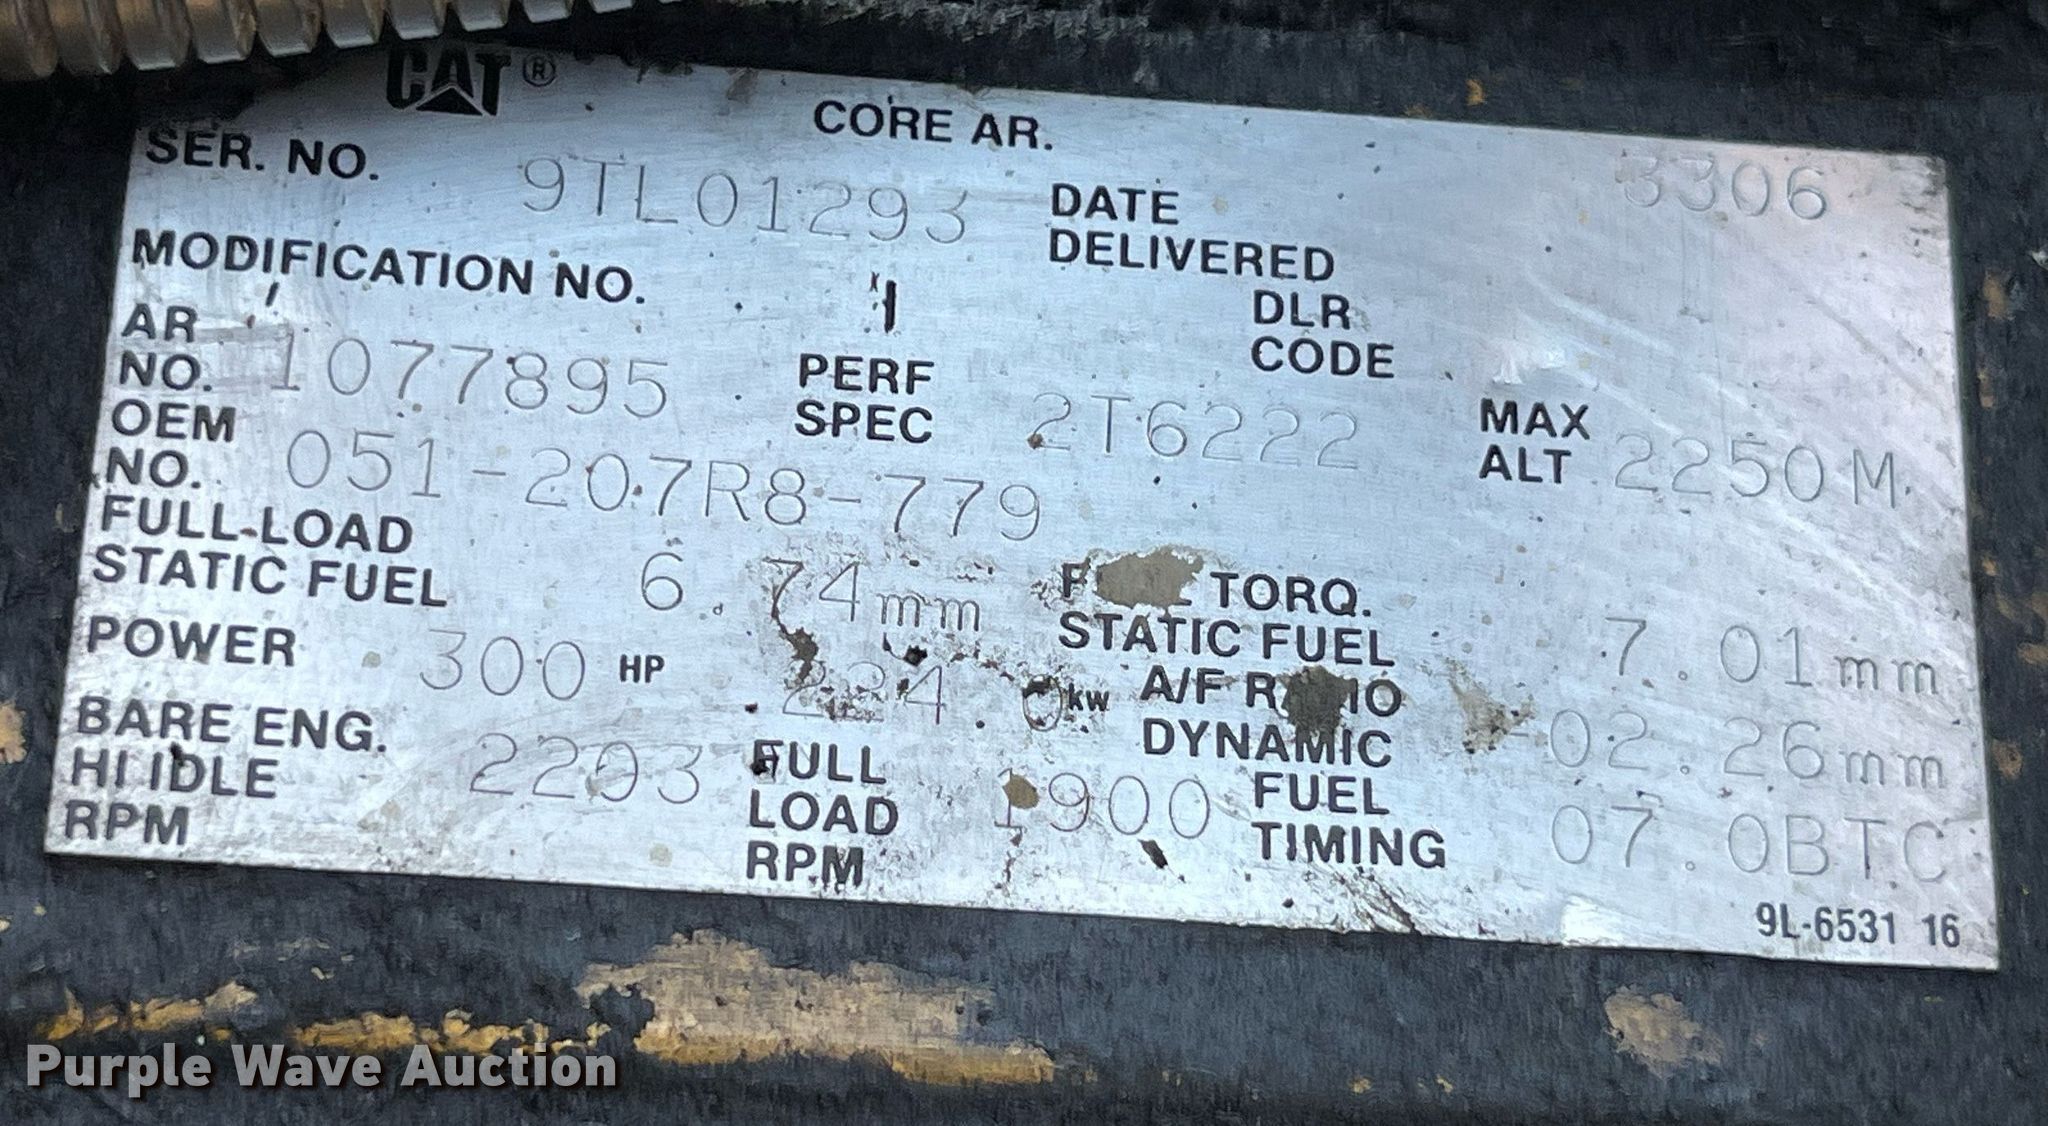 CAT®
CORE AR.
3306
SER. NO. 9TL01293
DATE
DELIVERED
MODIFICATION NO.
DLR
CODE
AR
NO. 1077895
PERF
SPEC 2T6222
MAX
ALT 2250M
OEM
NO. 051-207R8-779
FULL-LOAD
STATIC FUEL 6.74mm
TORQ.
STATIC FUEL 7.01mm
POWER 300 HP 224.0kw
A/F RATIO
DYNAMIC -02.26mm
BARE ENG.
HI IDLE
RPM 2203
FULL
LOAD
RPM 1900
FUEL
TIMING 07.0BTC
9L-6531 16
Purple Wave Auction